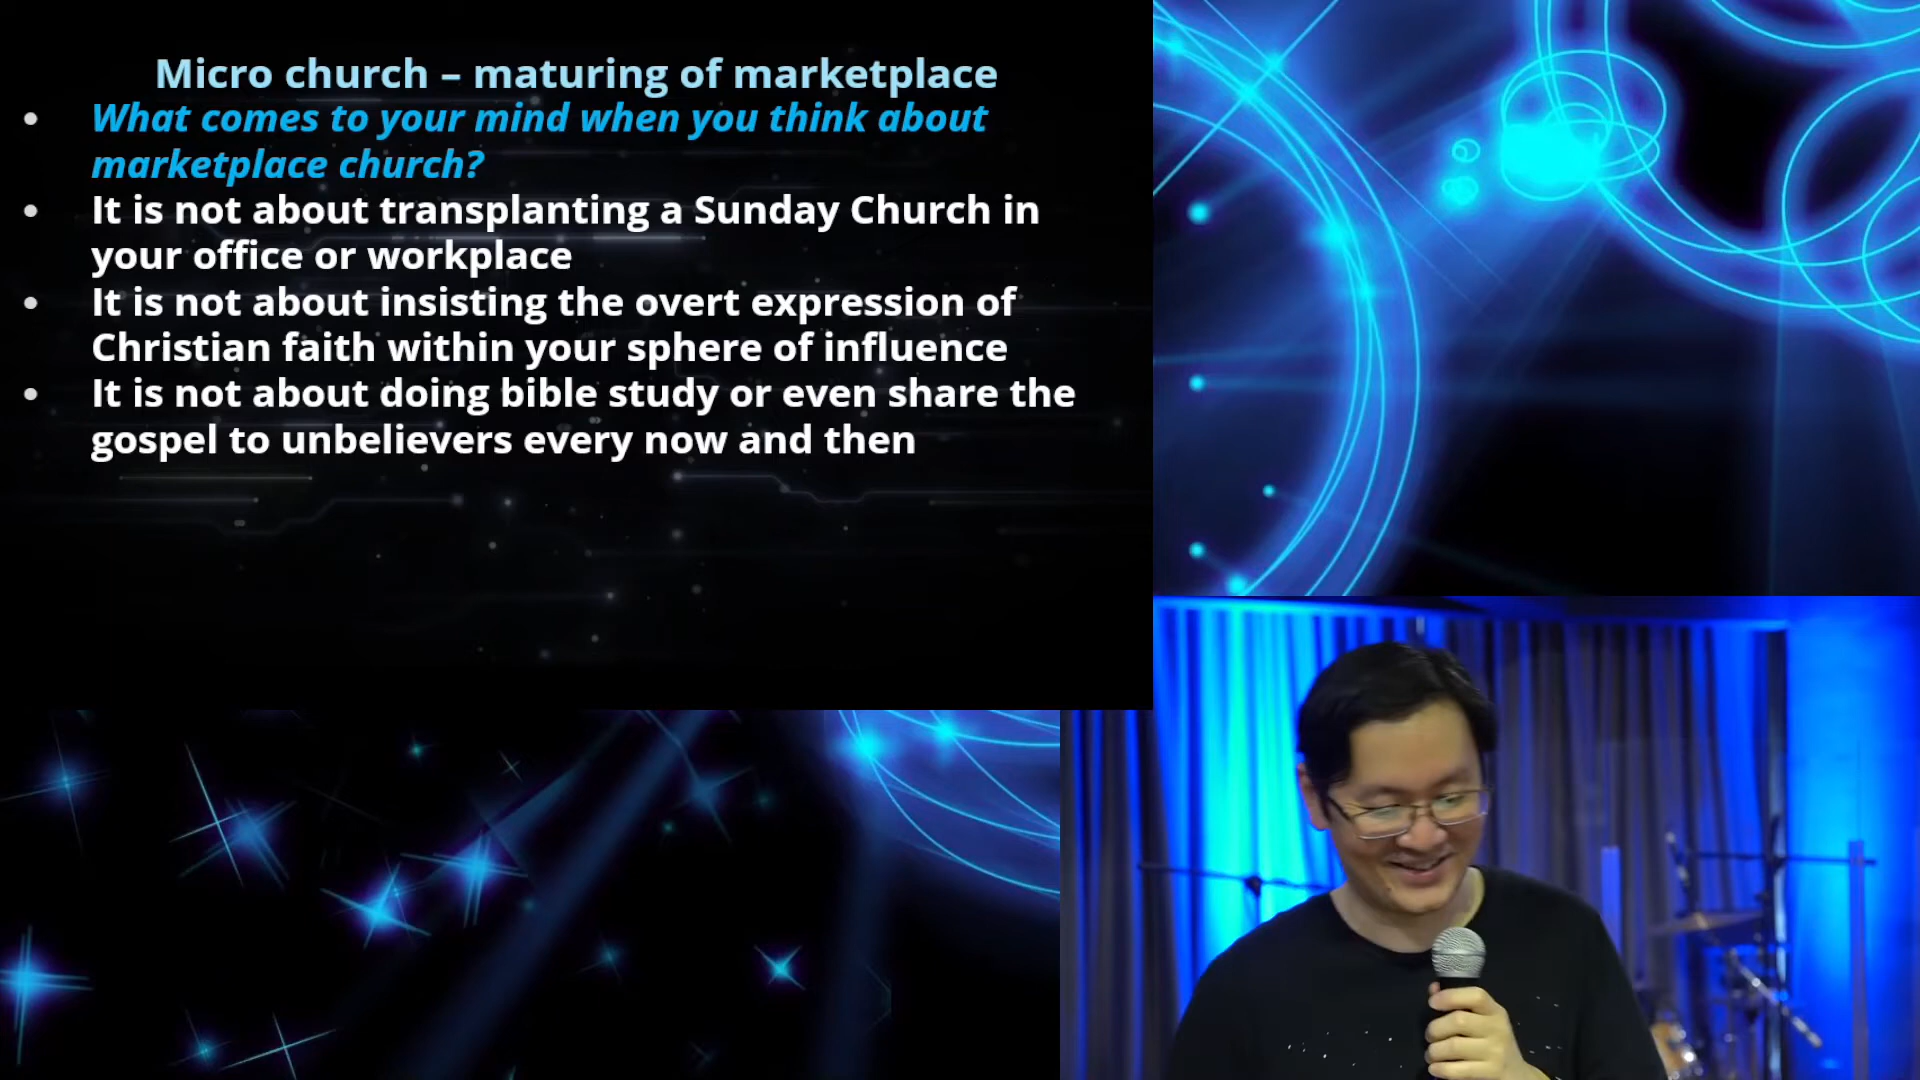 Micro church – maturing of marketplace
• What comes to your mind when you think about
marketplace church?
• It is not about transplanting a Sunday Church in
your office or workplace
• It is not about insisting the overt expression of
Christian faith within your sphere of influence
• It is not about doing bible study or even share the
gospel to unbelievers every now and then